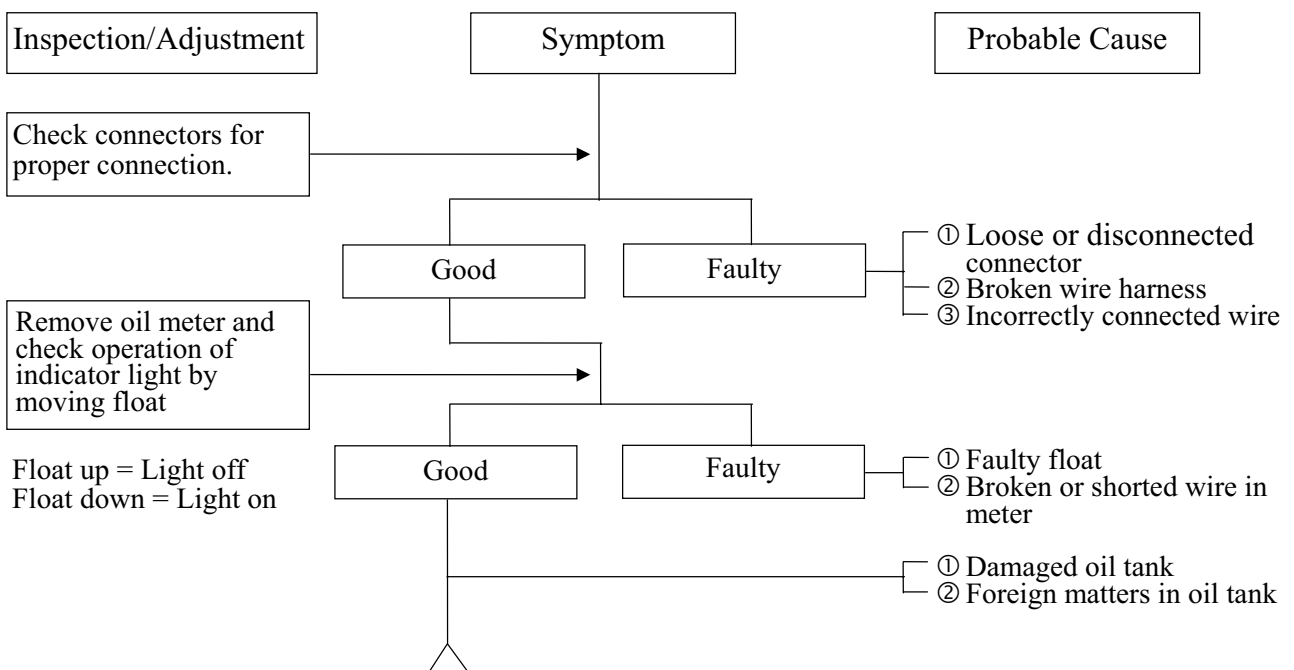 Inspection/Adjustment
Symptom
Probable Cause
Check connectors for
proper connection.
Good
Faulty
① Loose or disconnected
connector
② Broken wire harness
③ Incorrectly connected wire
Remove oil meter and
check operation of
indicator light by
moving float
Float up = Light off
Float down = Light on
Good
Faulty
① Faulty float
② Broken or shorted wire in
meter
① Damaged oil tank
② Foreign matters in oil tank